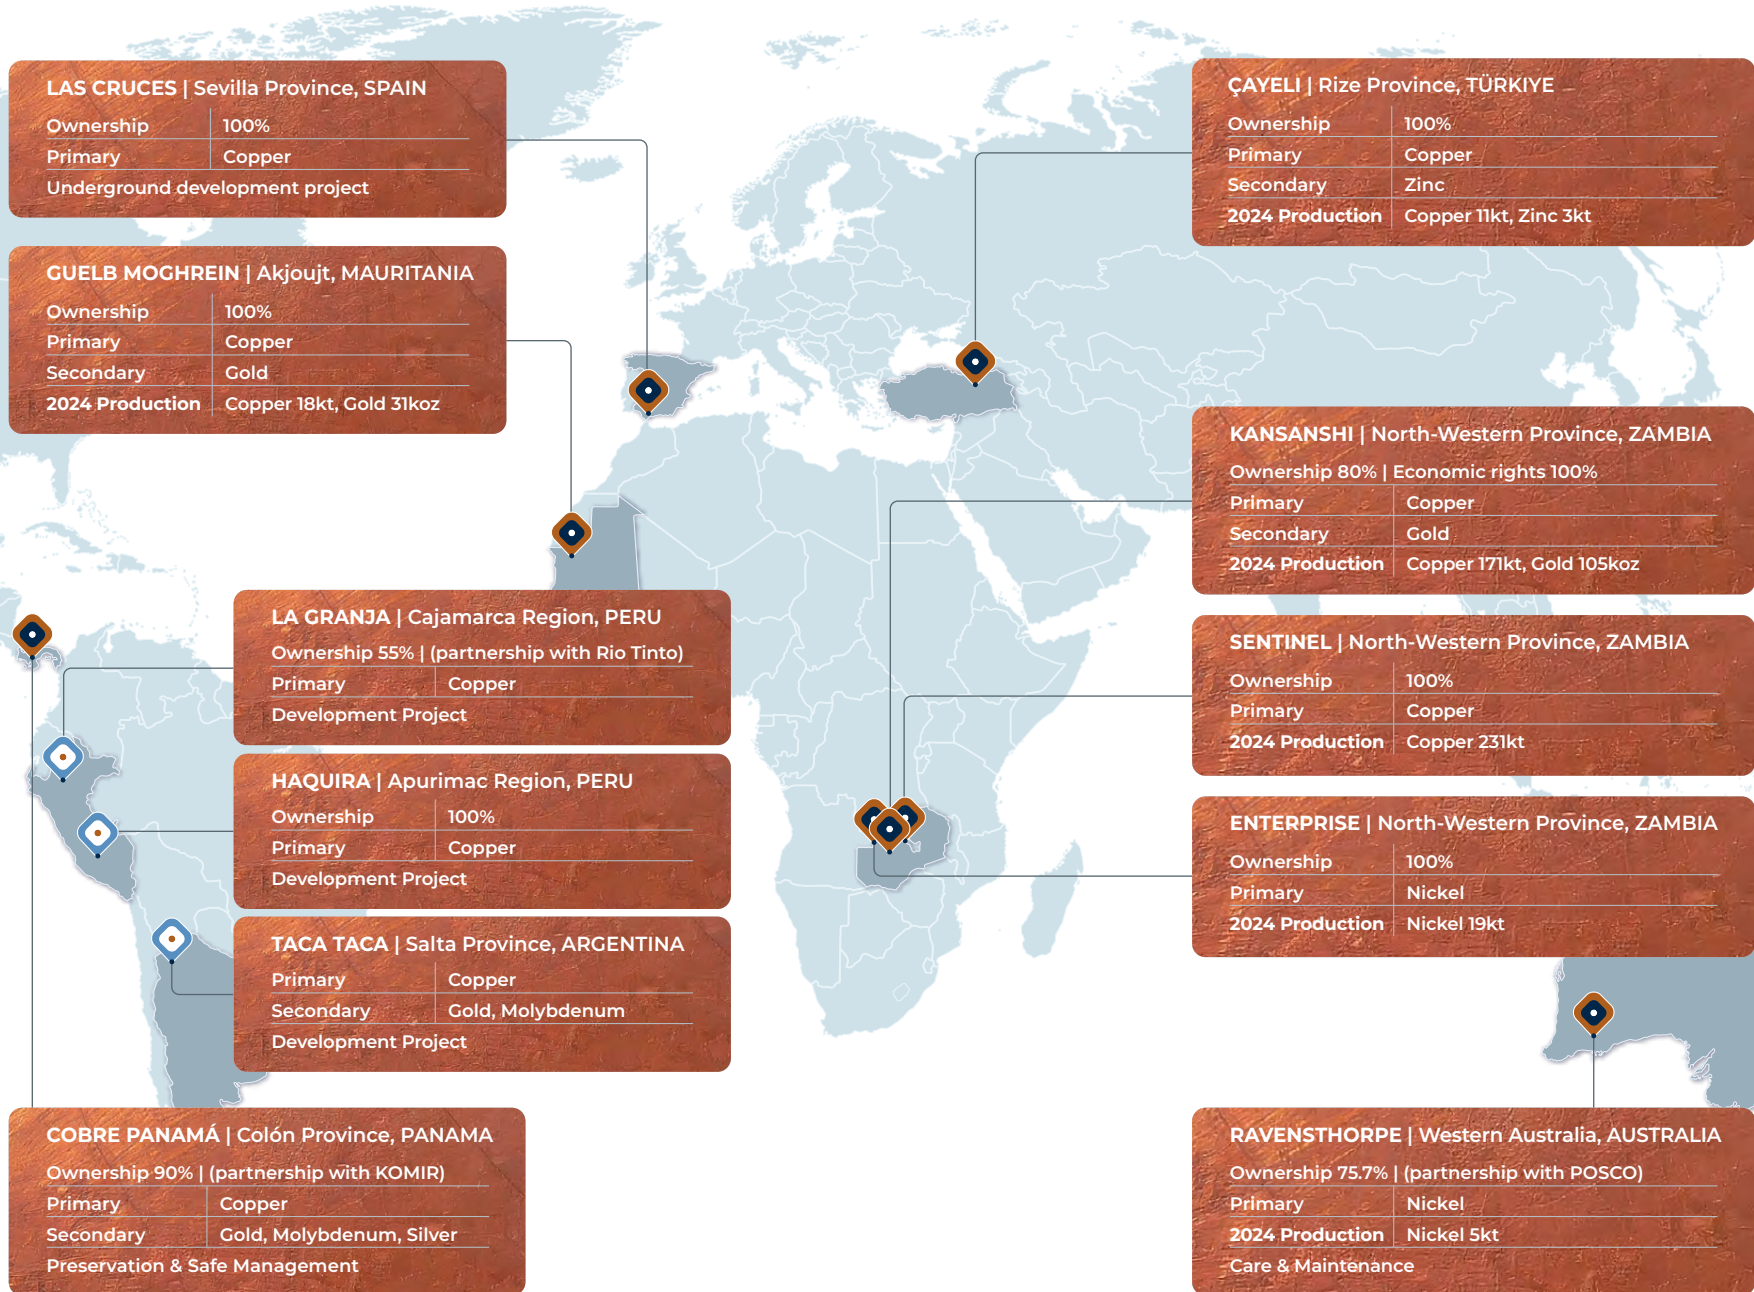 LAS CRUCES | Sevilla Province, SPAIN
Ownership 100%
Primary Copper
Underground development project
GUELB MOGHREIN | Akjoujt, MAURITANIA
Ownership 100%
Primary Copper
Secondary Gold
2024 Production Copper 18kt, Gold 31koz
LA GRANJA | Cajamarca Region, PERU
Ownership 55% | (partnership with Rio Tinto)
Primary Copper
Development Project
HAQUIRA | Apurimac Region, PERU
Ownership 100%
Primary Copper
Development Project
TACA TACA | Salta Province, ARGENTINA
Primary Copper
Secondary Gold, Molybdenum
Development Project
COBRE PANAMÁ | Colón Province, PANAMA
Ownership 90% | (partnership with KOMIR)
Primary Copper
Secondary Gold, Molybdenum, Silver
Preservation & Safe Management
ÇAYELI | Rize Province, TÜRKIYE
Ownership 100%
Primary Copper
Secondary Zinc
2024 Production Copper 11kt, Zinc 3kt
KANSANSHI | North-Western Province, ZAMBIA
Ownership 80% | Economic rights 100%
Primary Copper
Secondary Gold
2024 Production Copper 171kt, Gold 105koz
SENTINEL | North-Western Province, ZAMBIA
Ownership 100%
Primary Copper
2024 Production Copper 231kt
ENTERPRISE | North-Western Province, ZAMBIA
Ownership 100%
Primary Nickel
2024 Production Nickel 19kt
RAVENSTHORPE | Western Australia, AUSTRALIA
Ownership 75.7% | (partnership with POSCO)
Primary Nickel
2024 Production Nickel 5kt
Care & Maintenance